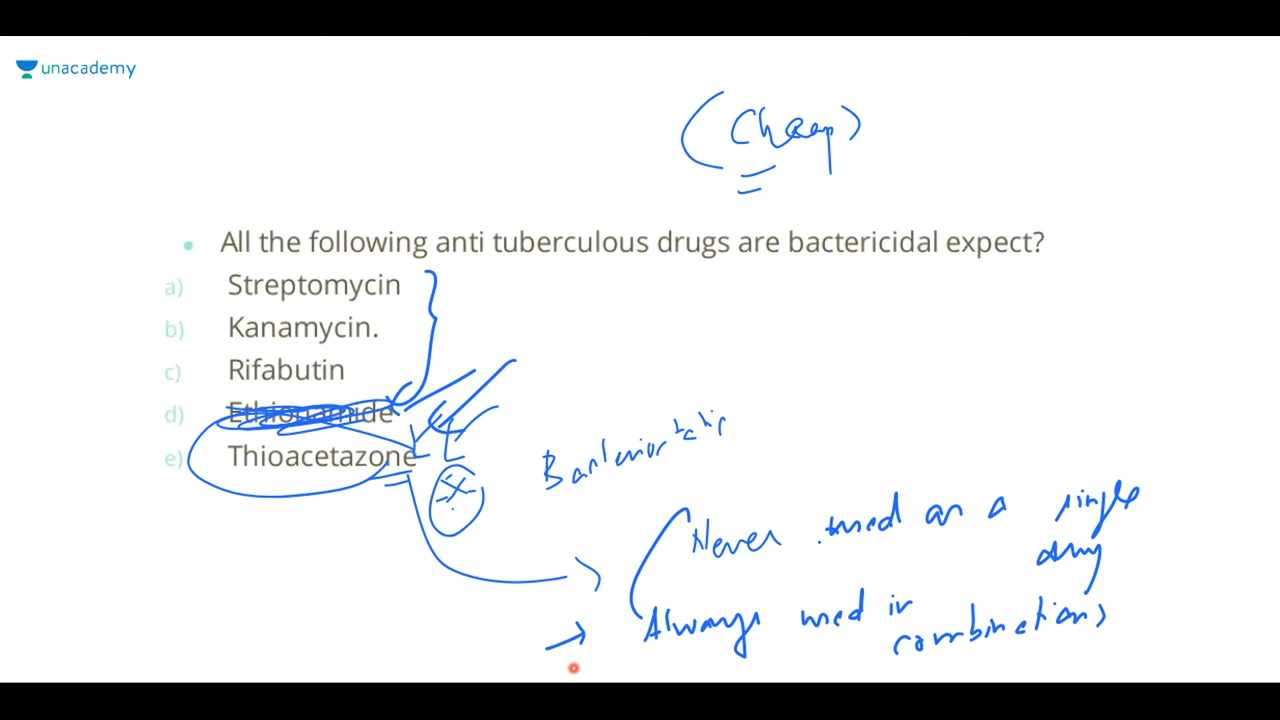 unacademy
(Cheap)
All the following anti tuberculous drugs are bactericidal expect?
a) Streptomycin
b) Kanamycin.
c) Rifabutin
d) Ethionamide
e) Thioacetazone
Never used as a single
drug
Always used in
combinations